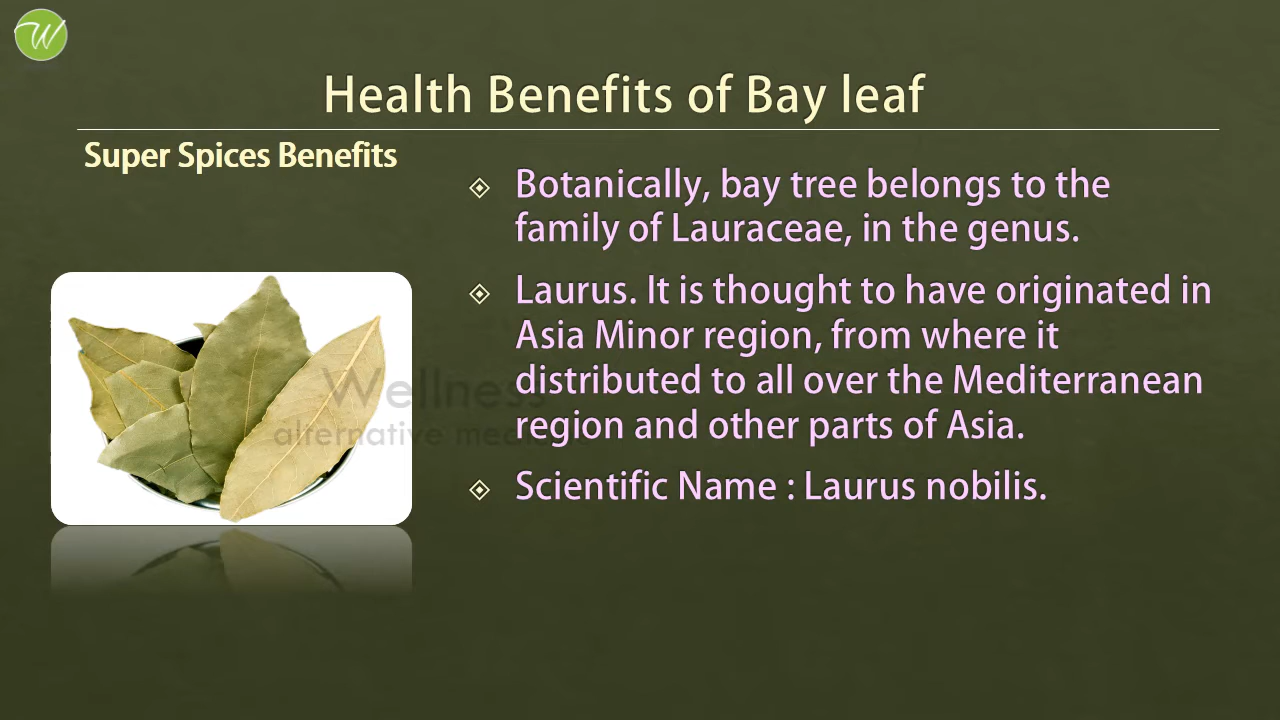 W
Health Benefits of Bay leaf
Super Spices Benefits
Botanically, bay tree belongs to the
family of Lauraceae, in the genus.
Laurus. It is thought to have originated in
Asia Minor region, from where it
distributed to all over the Mediterranean
region and other parts of Asia.
Scientific Name : Laurus nobilis.
Wellness
alternative